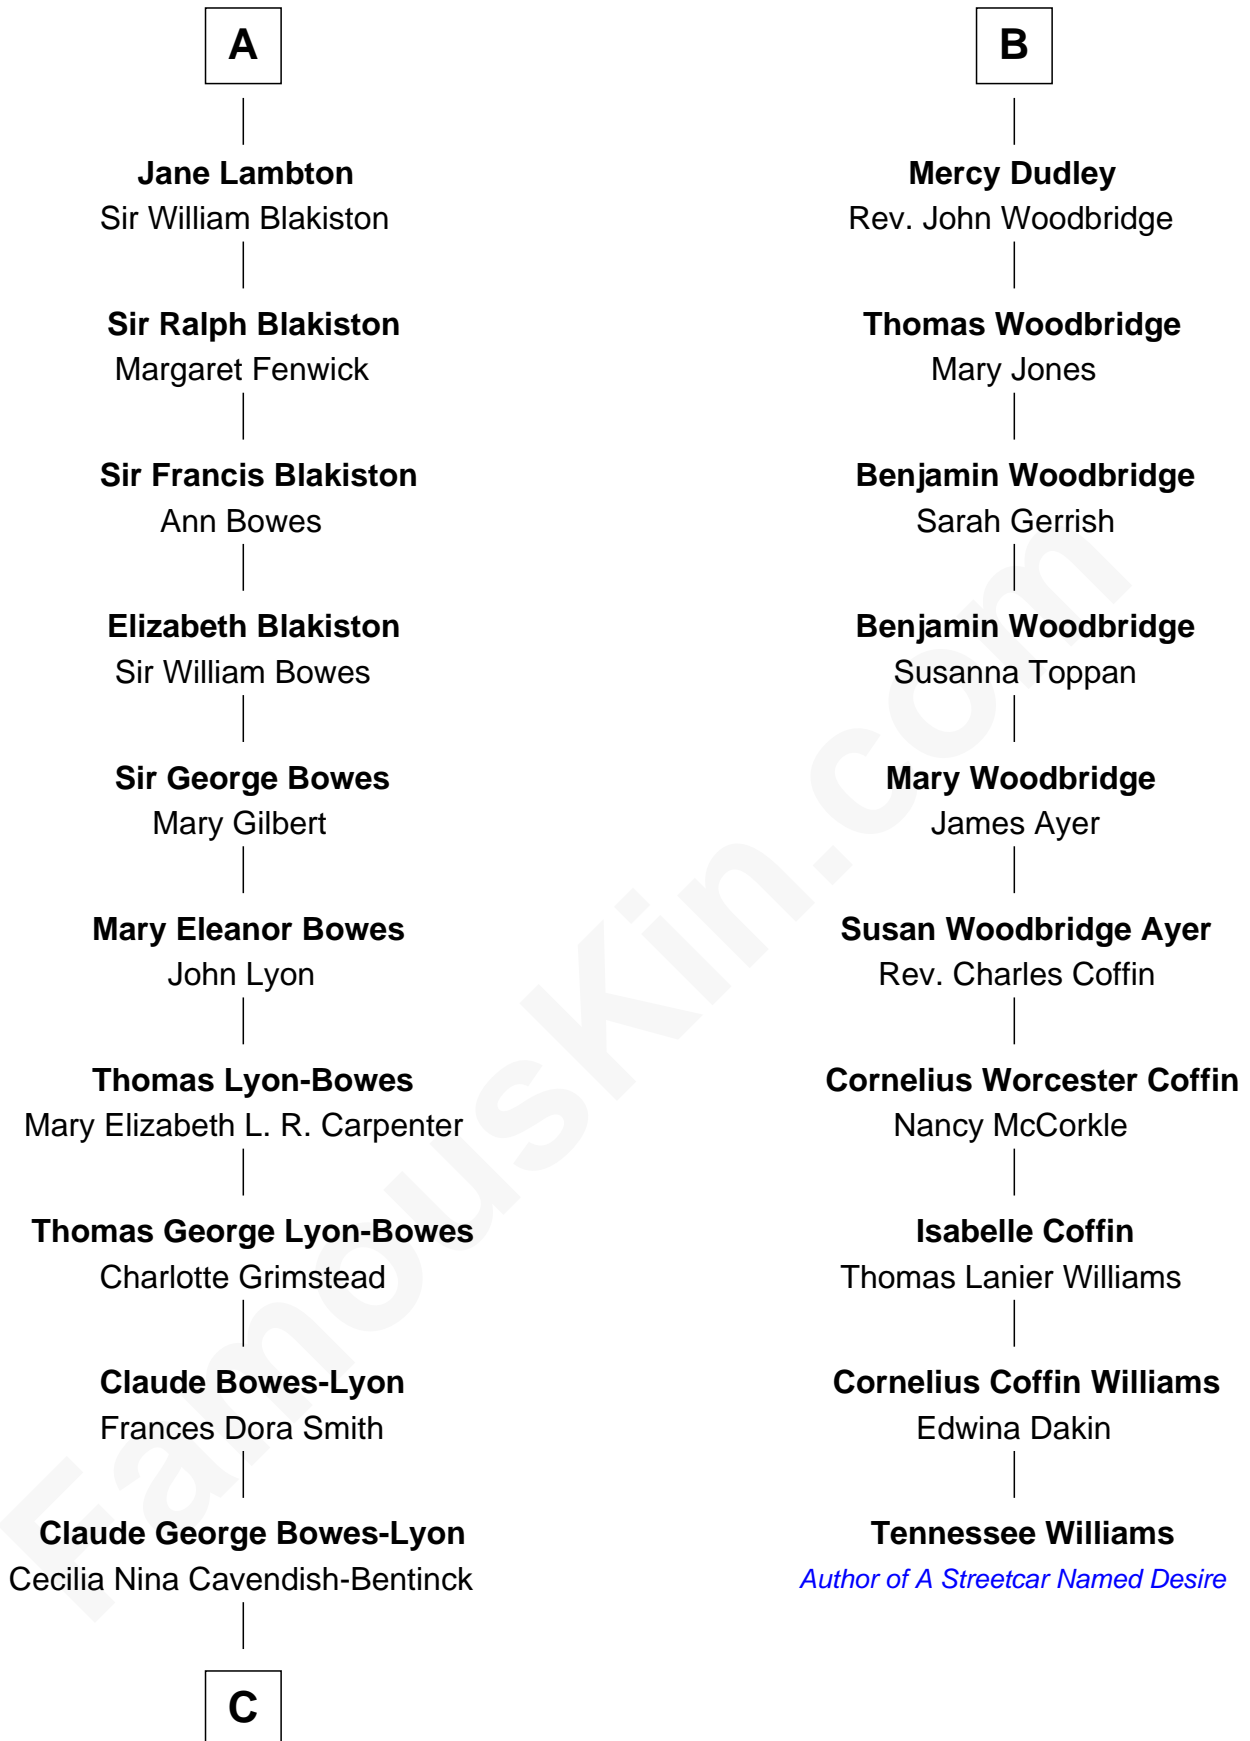 A
Jane Lambton
Sir William Blakiston
Sir Ralph Blakiston
Margaret Fenwick
Sir Francis Blakiston
Ann Bowes
Elizabeth Blakiston
Sir William Bowes
Sir George Bowes
Mary Gilbert
Mary Eleanor Bowes
John Lyon
Thomas Lyon-Bowes
Mary Elizabeth L. R. Carpenter
Thomas George Lyon-Bowes
Charlotte Grimstead
Claude Bowes-Lyon
Frances Dora Smith
Claude George Bowes-Lyon
Cecilia Nina Cavendish-Bentinck
C
B
Mercy Dudley
Rev. John Woodbridge
Thomas Woodbridge
Mary Jones
Benjamin Woodbridge
Sarah Gerrish
Benjamin Woodbridge
Susanna Toppan
Mary Woodbridge
James Ayer
Susan Woodbridge Ayer
Rev. Charles Coffin
Cornelius Worcester Coffin
Nancy McCorkle
Isabelle Coffin
Thomas Lanier Williams
Cornelius Coffin Williams
Edwina Dakin
Tennessee Williams
Author of A Streetcar Named Desire
FamousKin.com